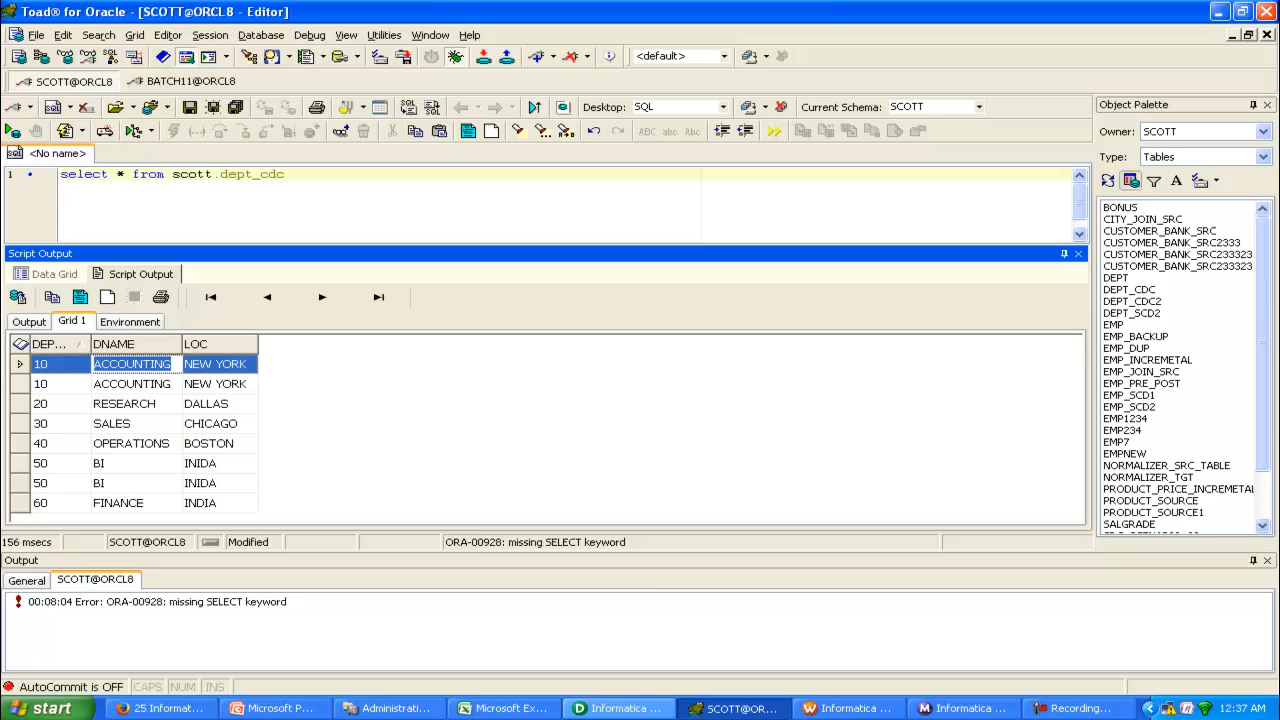 Toad® for Oracle - [SCOTT@ORCL8 - Editor]
File Edit Search Grid Editor Session Database Debug View Utilities Window Help
<default>
SCOTT@ORCL8 BATCH11@ORCL8
Desktop: SQL Current Schema: SCOTT
<No name>
1 select * from scott.dept_cdc
Script Output
Data Grid Script Output
Output Grid 1 Environment
DEP... DNAME LOC
10 ACCOUNTING NEW YORK
10 ACCOUNTING NEW YORK
20 RESEARCH DALLAS
30 SALES CHICAGO
40 OPERATIONS BOSTON
50 BI INIDA
50 BI INIDA
60 FINANCE INDIA
156 msecs SCOTT@ORCL8 Modified ORA-00928: missing SELECT keyword
Object Palette
Owner: SCOTT
Type: Tables
BONUS
CITY_JOIN_SRC
CUSTOMER_BANK_SRC
CUSTOMER_BANK_SRC2333
CUSTOMER_BANK_SRC233323
CUSTOMER_BANK_SRC233323
DEPT
DEPT_CDC
DEPT_CDC2
DEPT_SCD2
EMP
EMP_BACKUP
EMP_DUP
EMP_INCREMETAL
EMP_JOIN_SRC
EMP_PRE_POST
EMP_SCD1
EMP_SCD2
EMP1234
EMP234
EMP7
EMPNEW
NORMALIZER_SRC_TABLE
NORMALIZER_TGT
PRODUCT_PRICE_INCREMETAL
PRODUCT_SOURCE
PRODUCT_SOURCE1
SALGRADE
Output
General SCOTT@ORCL8
00:08:04 Error: ORA-00928: missing SELECT keyword
AutoCommit is OFF CAPS NUM INS
start 25 Informat... Microsoft P... Administrati... Microsoft Ex... Informatica ... SCOTT@OR... Informatica ... Informatica ... Recording... 12:37 AM